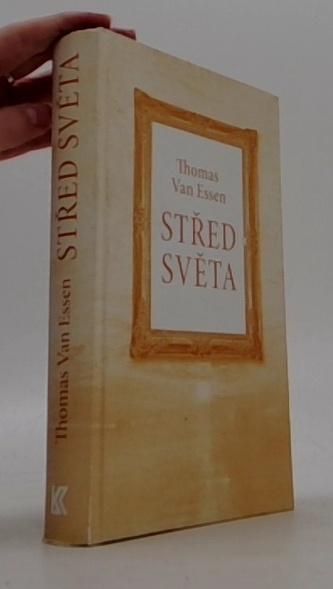 Thomas
Van Essen
STŘED
SVĚTA
Thomas Van Essen STŘED SVĚTA